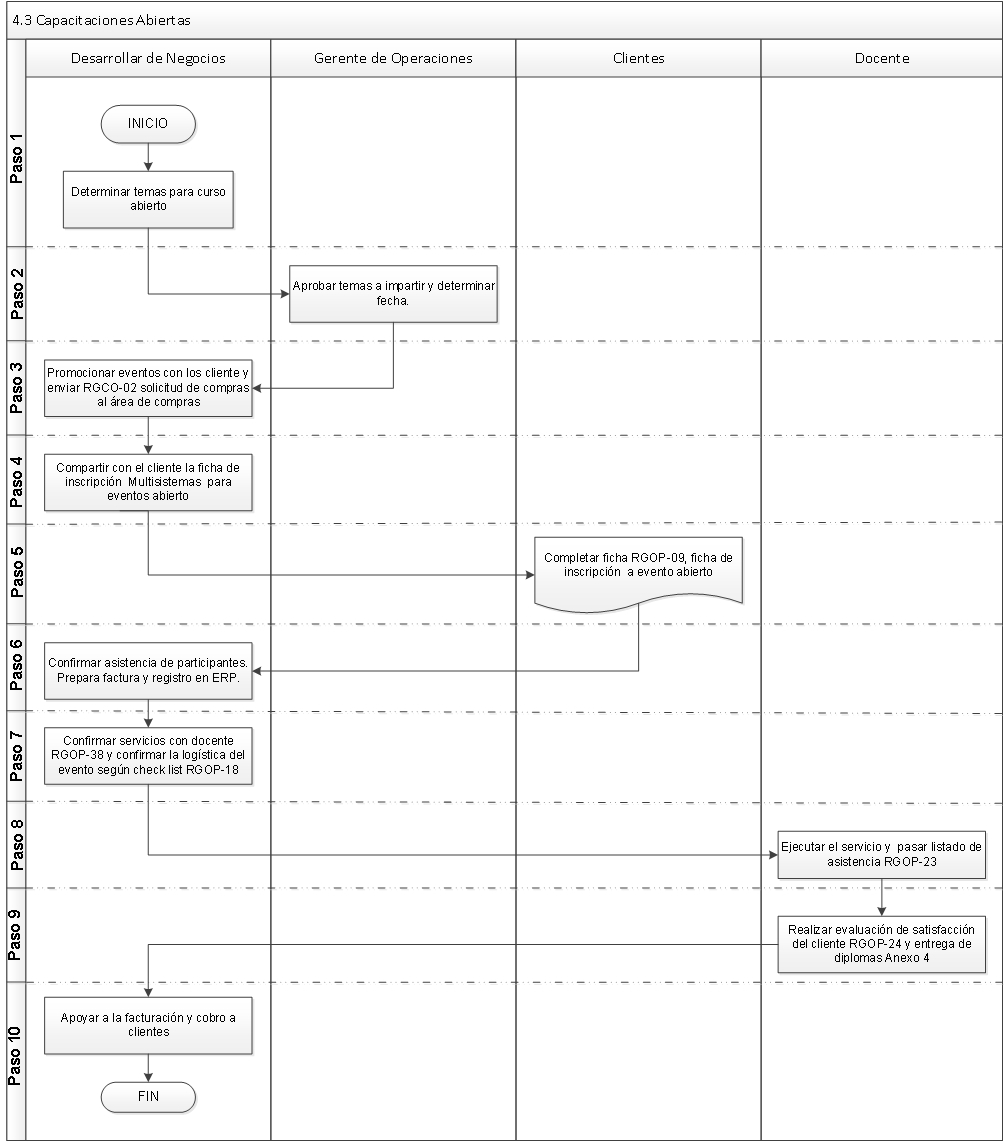 4.3 Capacitaciones Abiertas
Desarrollar de Negocios
Gerente de Operaciones
Clientes
Docente
Paso 1
INICIO
Determinar temas para curso
abierto
Paso 2
Aprobar temas a impartir y determinar
fecha.
Paso 3
Promocionar eventos con los cliente y
enviar RGCO-02 solicitud de compras
al área de compras
Paso 4
Compartir con el cliente la ficha de
inscripción Multisistemas para
eventos abierto
Paso 5
Completar ficha RGOP-09, ficha de
inscripción a evento abierto
Paso 6
Confirmar asistencia de participantes.
Prepara factura y registro en ERP.
Paso 7
Confirmar servicios con docente
RGOP-38 y confirmar la logística del
evento según check list RGOP-18
Paso 8
Ejecutar el servicio y pasar listado de
asistencia RGOP-23
Paso 9
Realizar evaluación de satisfacción
del cliente RGOP-24 y entrega de
diplomas Anexo 4
Paso 10
Apoyar a la facturación y cobro a
clientes
FIN